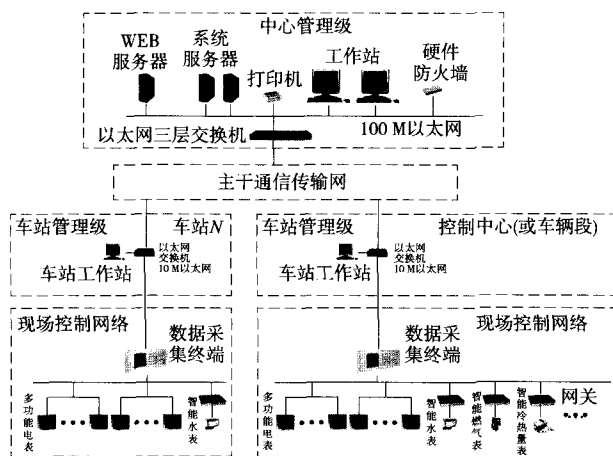 中心管理级
WEB
服务器
系统
服务器
打印机
工作站
硬件
防火墙
以太网三层交换机
100 M以太网
主干通信传输网
车站管理级
车站N
车站工作站
以太网
交换机
10 M以太网
车站管理级
控制中心(或车辆段)
车站工作站
以太网
交换机
10 M以太网
现场控制网络
数据采
集终端
多功能电表
智能水表
现场控制网络
数据采
集终端
多功能电表
智能水表
智能燃气表
智能冷热量表
网关